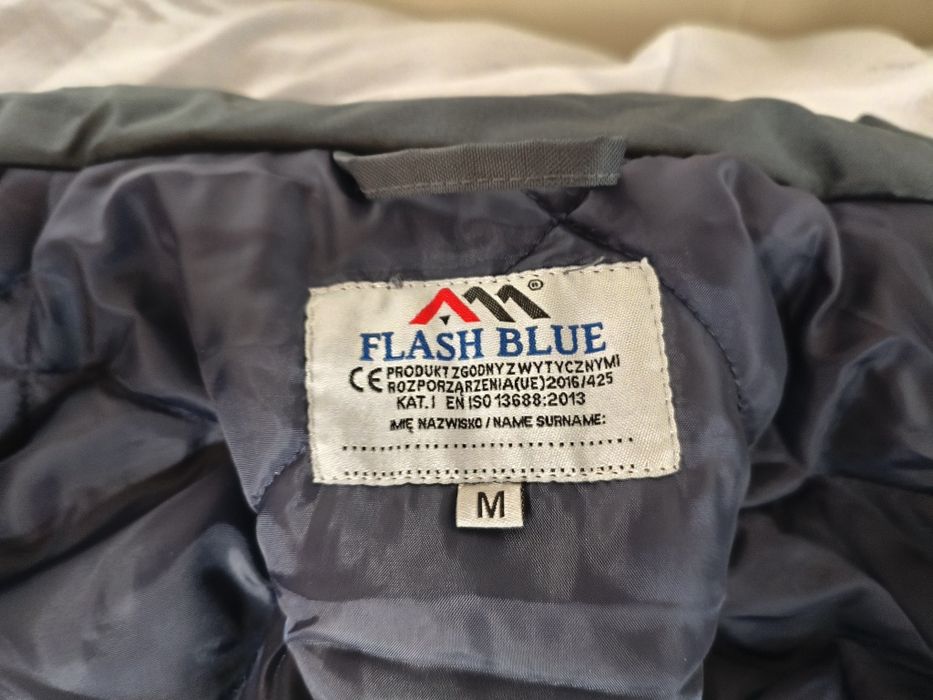 AM®
FLASH BLUE
CE PRODUKT ZGODNY Z WYTYCZNYMI
ROZPORZĄRZENIA(UE)2016/425
KAT.I EN ISO 13688:2013
IMIĘ NAZWISKO / NAME SURNAME:
M